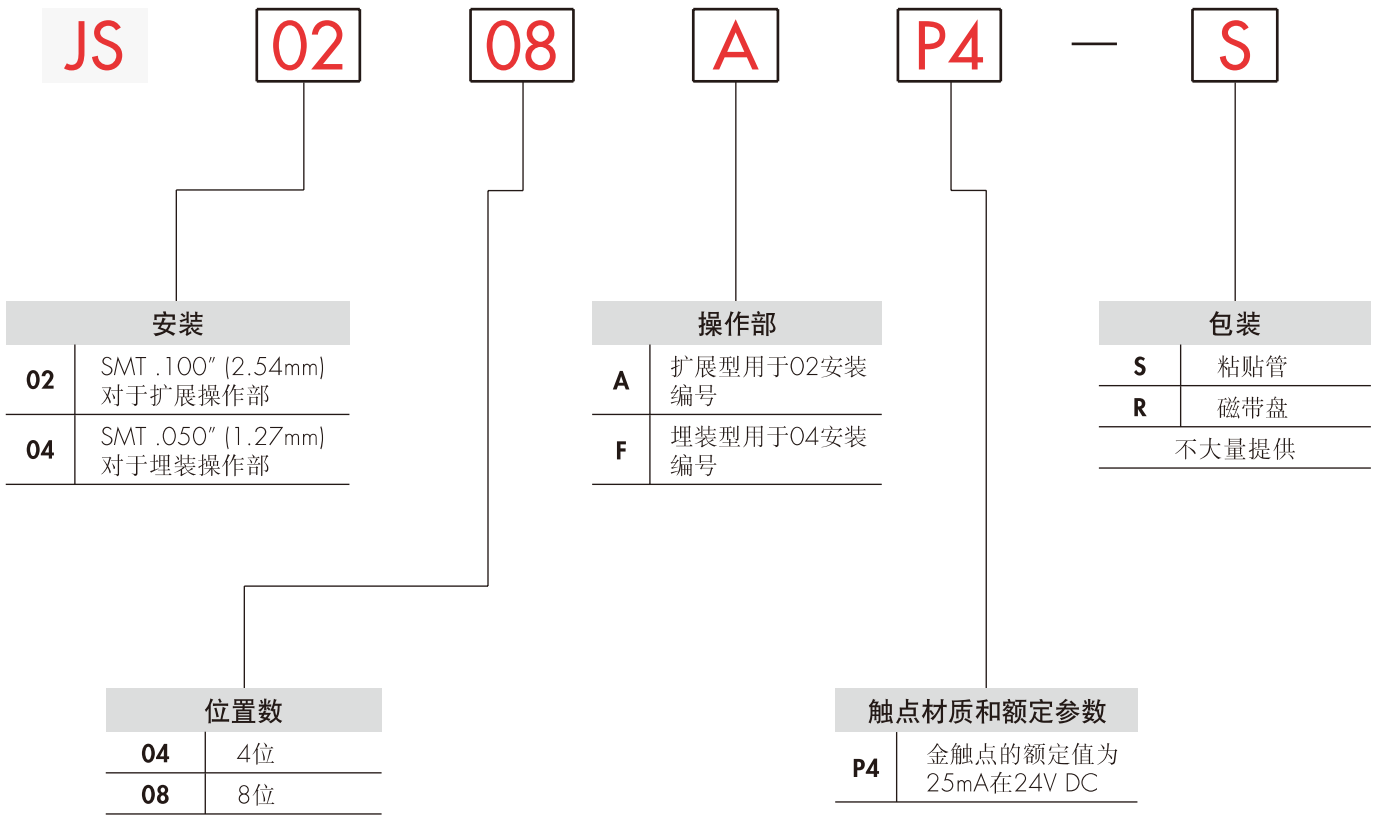 JS 02 08 A P4 — S
安装
02 SMT .100” (2.54mm)
对于扩展操作部
04 SMT .050” (1.27mm)
对于埋装操作部
操作部
A 扩展型用于02安装
编号
F 埋装型用于04安装
编号
包装
S 粘贴管
R 磁带盘
不大量提供
位置数
04 4位
08 8位
触点材质和额定参数
P4 金触点的额定值为
25mA在24V DC